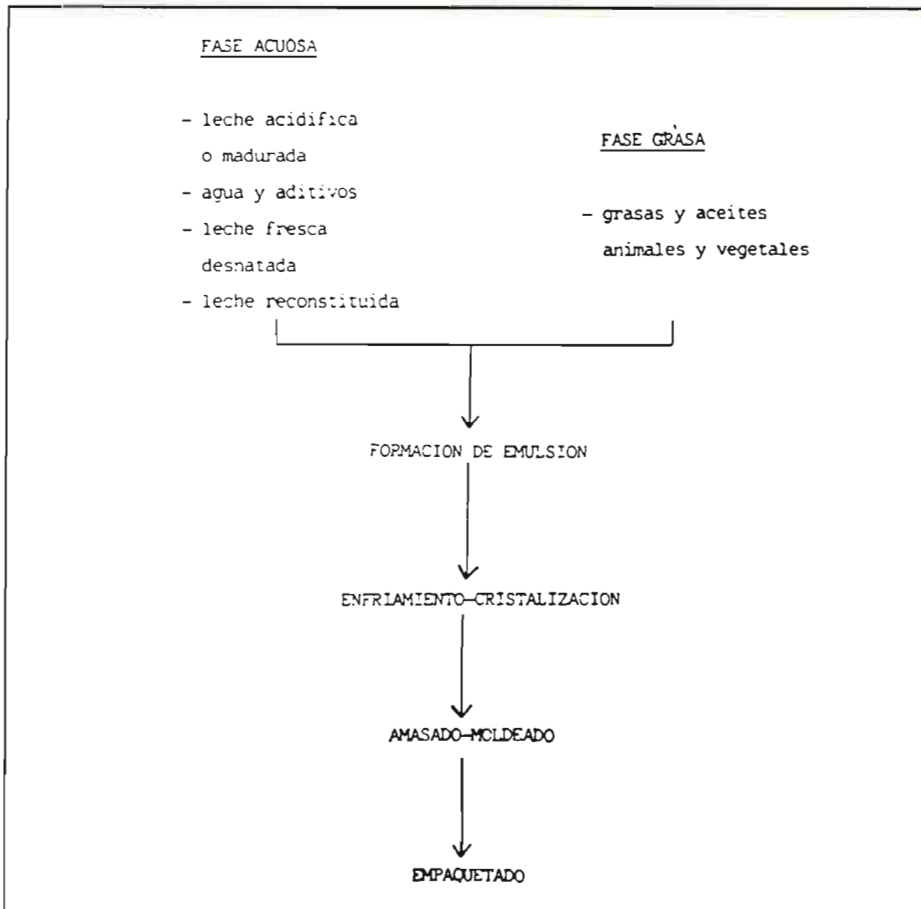 FASE ACUOSA
- leche acidifica
o madurada
- agua y aditivos
- leche fresca
desnatada
- leche reconstituida
FASE GRASA
- grasas y aceites
animales y vegetales
FORMACION DE EMULSION
ENFRIAMIENTO-CRISTALIZACION
AMASADO-MOLDEADO
EMPAQUETADO